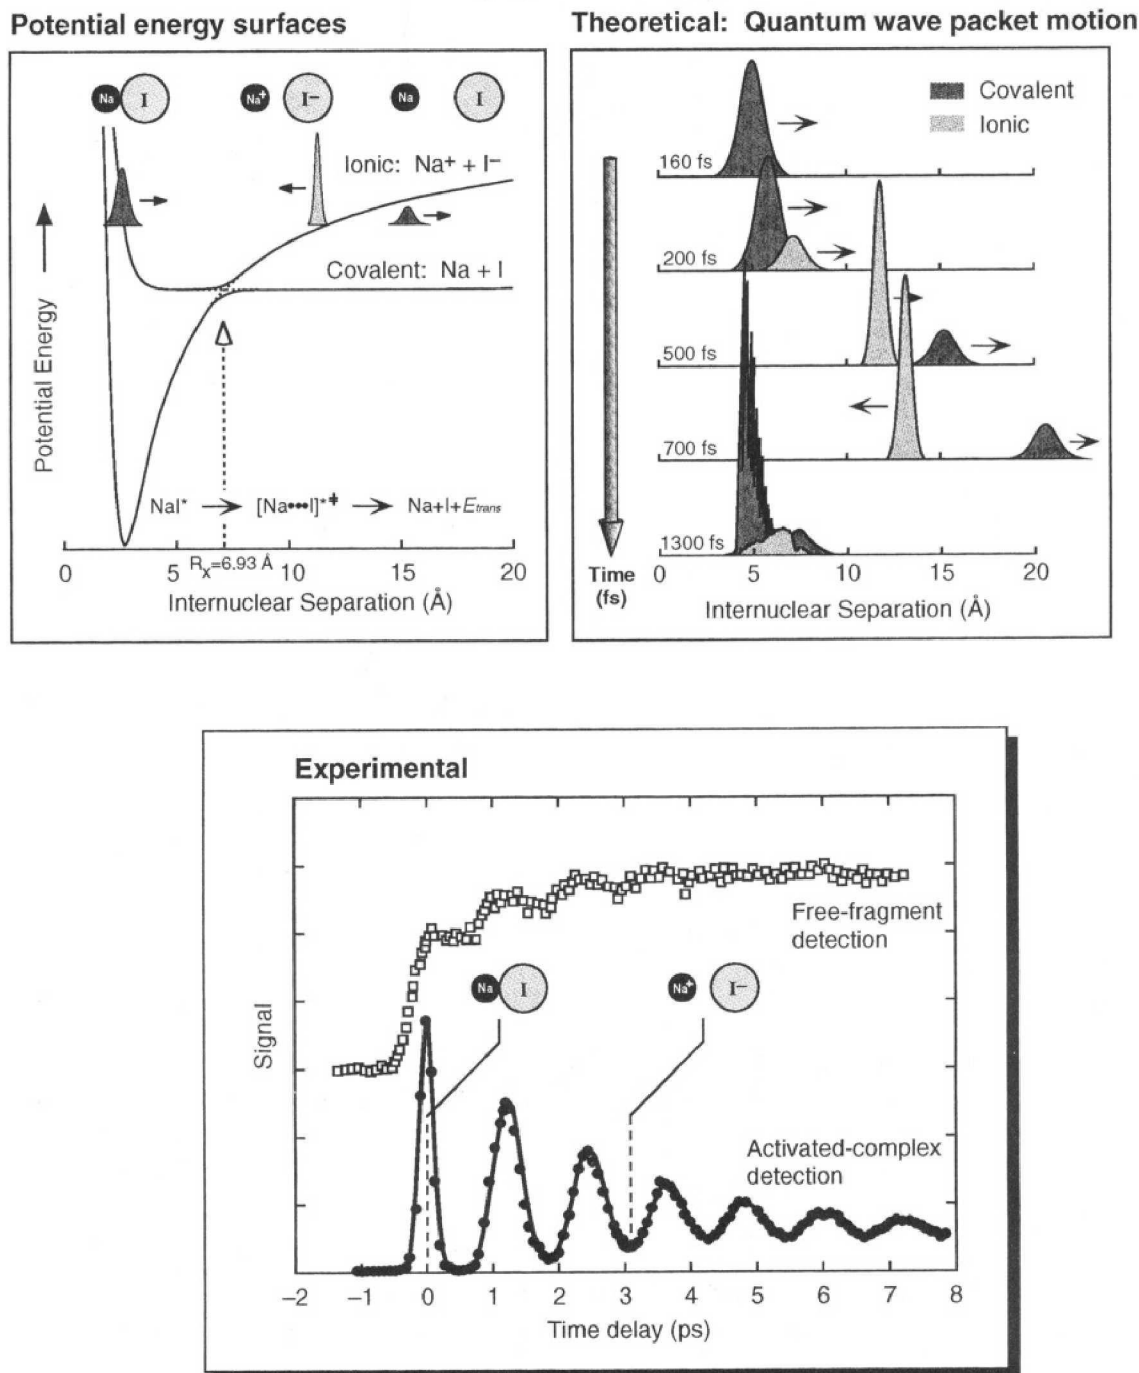 Potential energy surfaces
Na I Na+ I− Na I
Ionic: Na+ + I−
Covalent: Na + I
Potential Energy
NaI* → [Na•••I]*‡ → Na+I+Etrans
Rx=6.93 Å
0 5 10 15 20
Internuclear Separation (Å)
Theoretical: Quantum wave packet motion
Covalent
Ionic
160 fs
200 fs
500 fs
700 fs
1300 fs
Time
(fs)
0 5 10 15 20
Internuclear Separation (Å)
Experimental
Signal
Free-fragment
detection
Na I
Na+ I−
Activated-complex
detection
−2 −1 0 1 2 3 4 5 6 7 8
Time delay (ps)